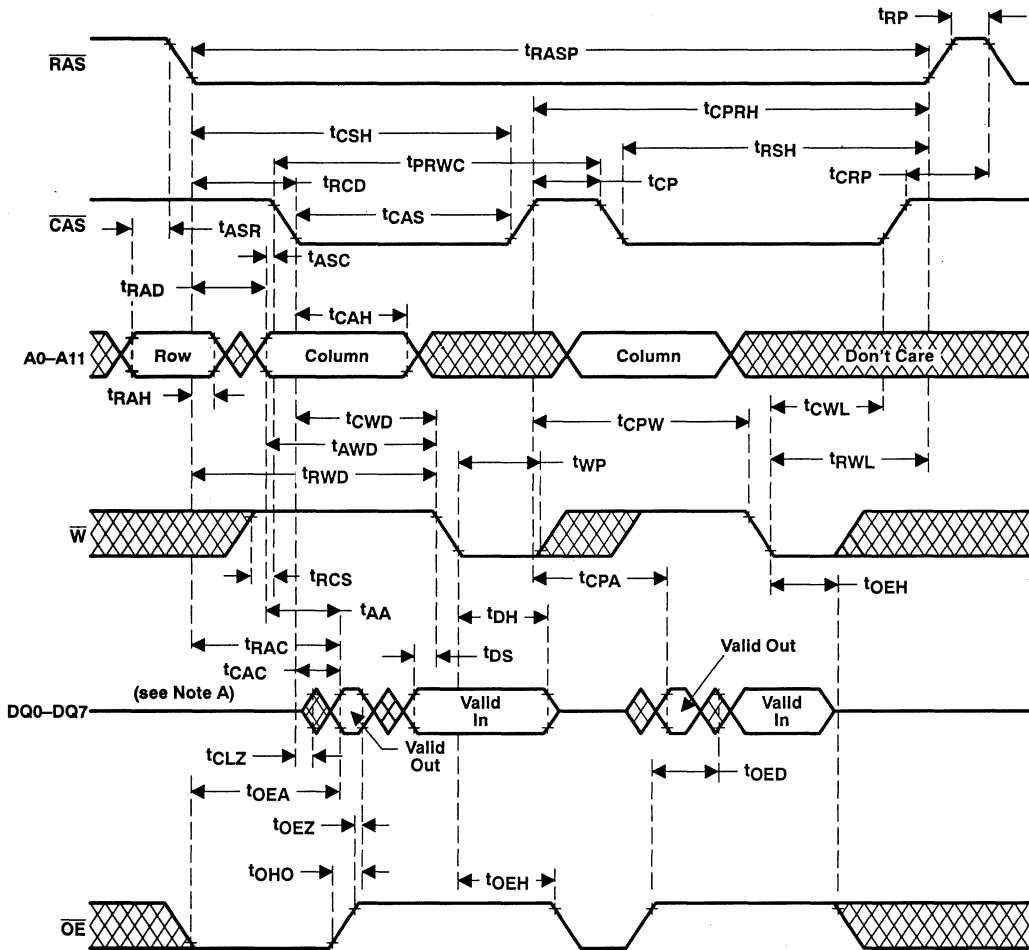 tRP
RAS
tRASP
tCPRH
tCSH
tRSH
tPRWC
tRCD
tCP
tCRP
CAS
tCAS
tASR
tASC
tRAD
tCAH
A0–A11
Row
Column
Column
Don't Care
tRAH
tCWD
tCPW
tCWL
tAWD
tWP
tRWD
tRWL
W
tRCS
tCPA
tOEH
tAA
tDH
tRAC
tDS
Valid Out
tCAC
(see Note A)
DQ0–DQ7
Valid
In
Valid
In
Valid
Out
tCLZ
tOED
tOEA
tOEZ
tOHO
tOEH
OE